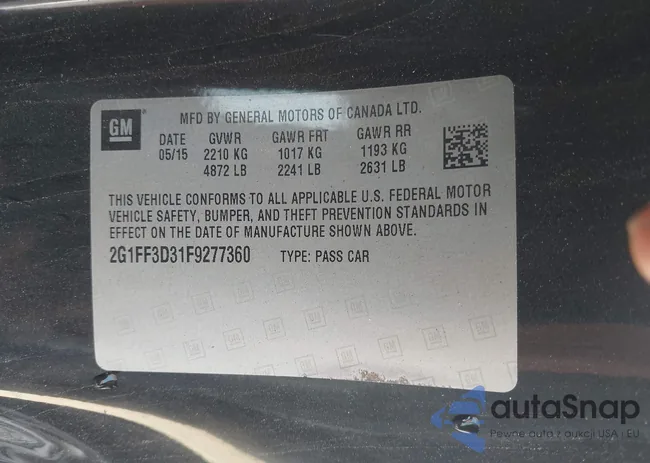 GM
MFD BY GENERAL MOTORS OF CANADA LTD.
DATE GVWR GAWR FRT GAWR RR
05/15 2210 KG 1017 KG 1193 KG
4872 LB 2241 LB 2631 LB
THIS VEHICLE CONFORMS TO ALL APPLICABLE U.S. FEDERAL MOTOR
VEHICLE SAFETY, BUMPER, AND THEFT PREVENTION STANDARDS IN
EFFECT ON THE DATE OF MANUFACTURE SHOWN ABOVE.
2G1FF3D31F9277360 TYPE: PASS CAR
autaSnap
Pewne auta z aukcji USA i EU